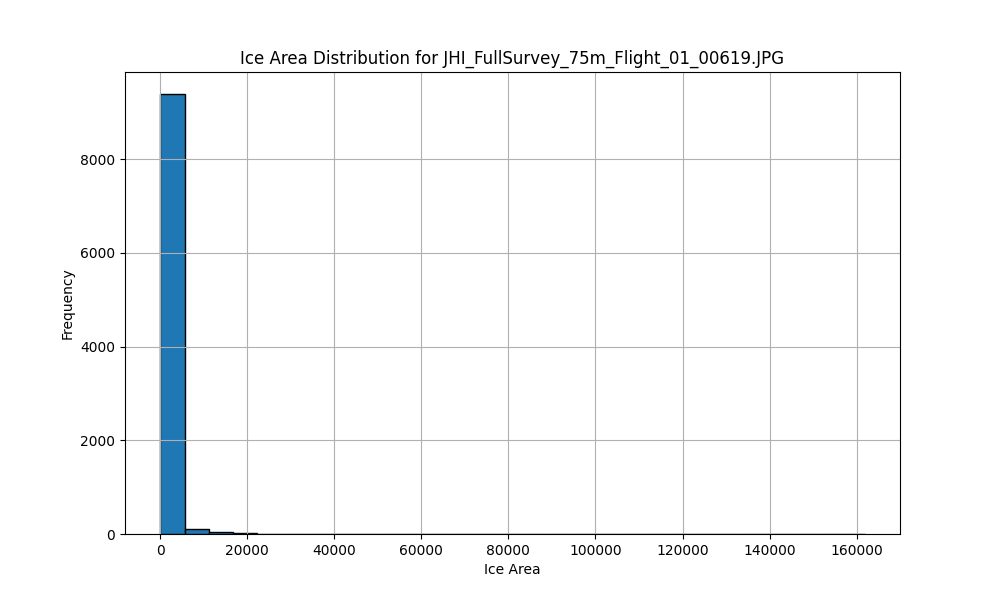 Ice Area Distribution for JHI_FullSurvey_75m_Flight_01_00619.JPG
8000
6000
4000
2000
0
Frequency
0 20000 40000 60000 80000 100000 120000 140000 160000
Ice Area